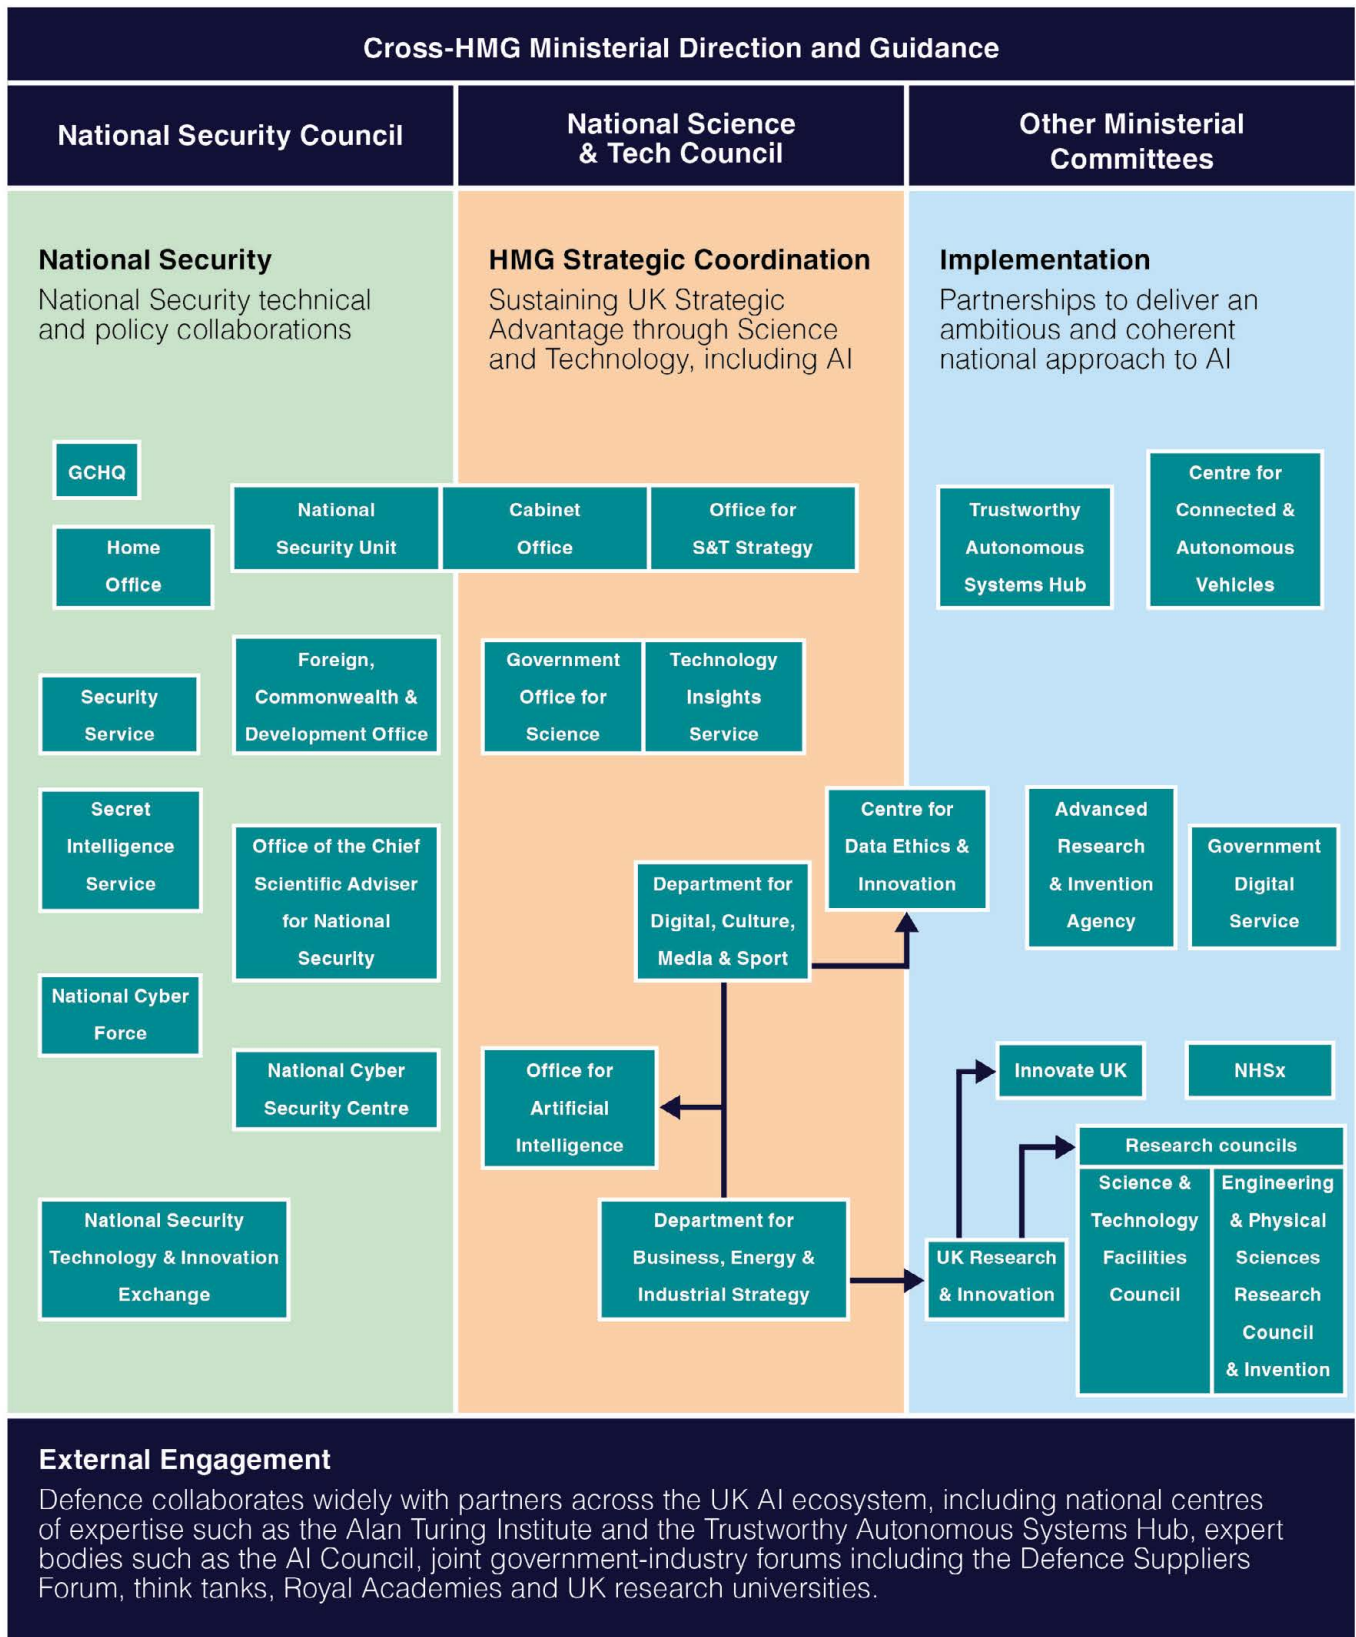 Cross-HMG Ministerial Direction and Guidance
National Security Council
National Science
& Tech Council
Other Ministerial
Committees
National Security
National Security technical
and policy collaborations
HMG Strategic Coordination
Sustaining UK Strategic
Advantage through Science
and Technology, including AI
Implementation
Partnerships to deliver an
ambitious and coherent
national approach to AI
GCHQ
Home
Office
National
Security Unit
Cabinet
Office
Office for
S&T Strategy
Trustworthy
Autonomous
Systems Hub
Centre for
Connected &
Autonomous
Vehicles
Security
Service
Foreign,
Commonwealth &
Development Office
Government
Office for
Science
Technology
Insights
Service
Secret
Intelligence
Service
Office of the Chief
Scientific Adviser
for National
Security
Department for
Digital, Culture,
Media & Sport
Centre for
Data Ethics &
Innovation
Advanced
Research
& Invention
Agency
Government
Digital
Service
National Cyber
Force
National Cyber
Security Centre
Office for
Artificial
Intelligence
Innovate UK
NHSx
National Security
Technology & Innovation
Exchange
Department for
Business, Energy &
Industrial Strategy
UK Research
& Innovation
Research councils
Science &
Technology
Facilities
Council
Engineering
& Physical
Sciences
Research
Council
& Invention
External Engagement
Defence collaborates widely with partners across the UK AI ecosystem, including national centres
of expertise such as the Alan Turing Institute and the Trustworthy Autonomous Systems Hub, expert
bodies such as the AI Council, joint government-industry forums including the Defence Suppliers
Forum, think tanks, Royal Academies and UK research universities.